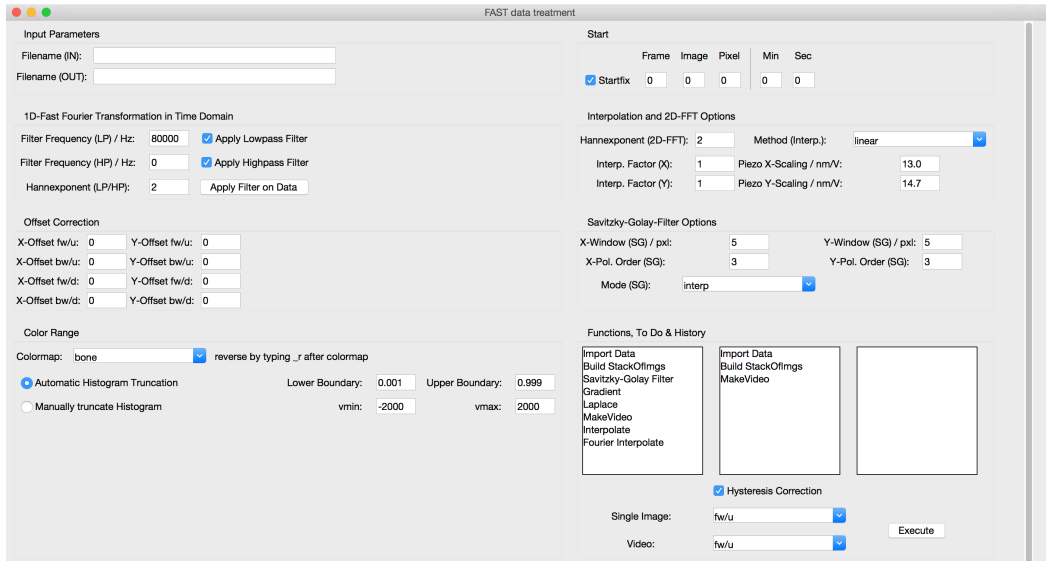 FAST data treatment
Input Parameters
Filename (IN):
Filename (OUT):
Start
Frame Image Pixel Min Sec
Startfix 0 0 0 0 0
1D-Fast Fourier Transformation in Time Domain
Filter Frequency (LP) / Hz: 80000 Apply Lowpass Filter
Filter Frequency (HP) / Hz: 0 Apply Highpass Filter
Hannexponent (LP/HP): 2 Apply Filter on Data
Interpolation and 2D-FFT Options
Hannexponent (2D-FFT): 2 Method (Interp.): linear
Interp. Factor (X): 1 Piezo X-Scaling / nm/V: 13.0
Interp. Factor (Y): 1 Piezo Y-Scaling / nm/V: 14.7
Offset Correction
X-Offset fw/u: 0 Y-Offset fw/u: 0
X-Offset bw/u: 0 Y-Offset bw/u: 0
X-Offset fw/d: 0 Y-Offset fw/d: 0
X-Offset bw/d: 0 Y-Offset bw/d: 0
Savitzky-Golay-Filter Options
X-Window (SG) / pxl: 5 Y-Window (SG) / pxl: 5
X-Pol. Order (SG): 3 Y-Pol. Order (SG): 3
Mode (SG): interp
Color Range
Colormap: bone reverse by typing _r after colormap
Automatic Histogram Truncation Lower Boundary: 0.001 Upper Boundary: 0.999
Manually truncate Histogram vmin: -2000 vmax: 2000
Functions, To Do & History
Import Data
Build StackOfImgs
Savitzky-Golay Filter
Gradient
Laplace
MakeVideo
Interpolate
Fourier Interpolate
Import Data
Build StackOfImgs
MakeVideo
Hysteresis Correction
Single Image: fw/u
Video: fw/u
Execute